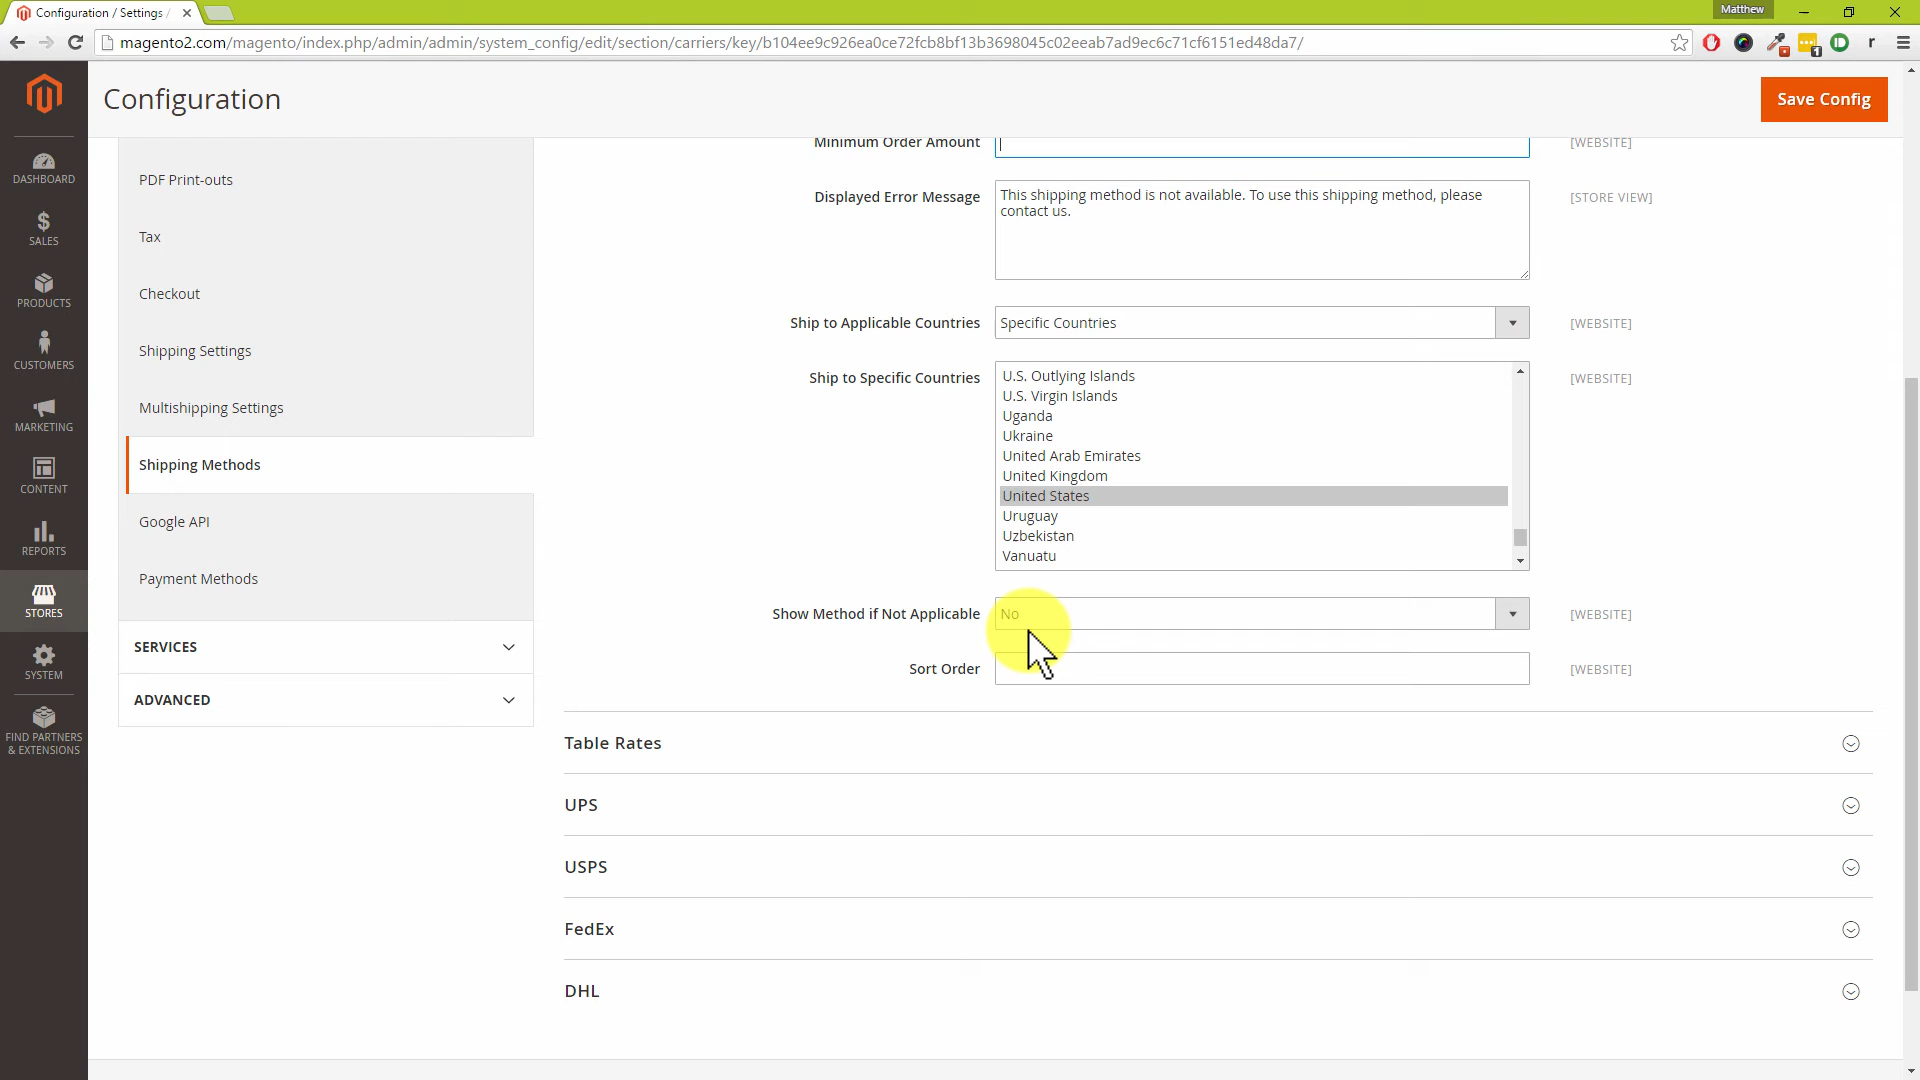 Configuration / Settings /
Matthew
magento2.com/magento/index.php/admin/admin/system_config/edit/section/carriers/key/b104ee9c926ea0ce72fcb8bf13b3698045c02eeab7ad9ec6c71cf6151ed48da7/
1
r
Configuration
Save Config
DASHBOARD
SALES
PRODUCTS
CUSTOMERS
MARKETING
CONTENT
REPORTS
STORES
SYSTEM
FIND PARTNERS
& EXTENSIONS
PDF Print-outs
Tax
Checkout
Shipping Settings
Multishipping Settings
Shipping Methods
Google API
Payment Methods
SERVICES
ADVANCED
Minimum Order Amount
[WEBSITE]
Displayed Error Message
This shipping method is not available. To use this shipping method, please
contact us.
[STORE VIEW]
Ship to Applicable Countries
Specific Countries
[WEBSITE]
Ship to Specific Countries
U.S. Outlying Islands
U.S. Virgin Islands
Uganda
Ukraine
United Arab Emirates
United Kingdom
United States
Uruguay
Uzbekistan
Vanuatu
[WEBSITE]
Show Method if Not Applicable
No
[WEBSITE]
Sort Order
[WEBSITE]
Table Rates
UPS
USPS
FedEx
DHL